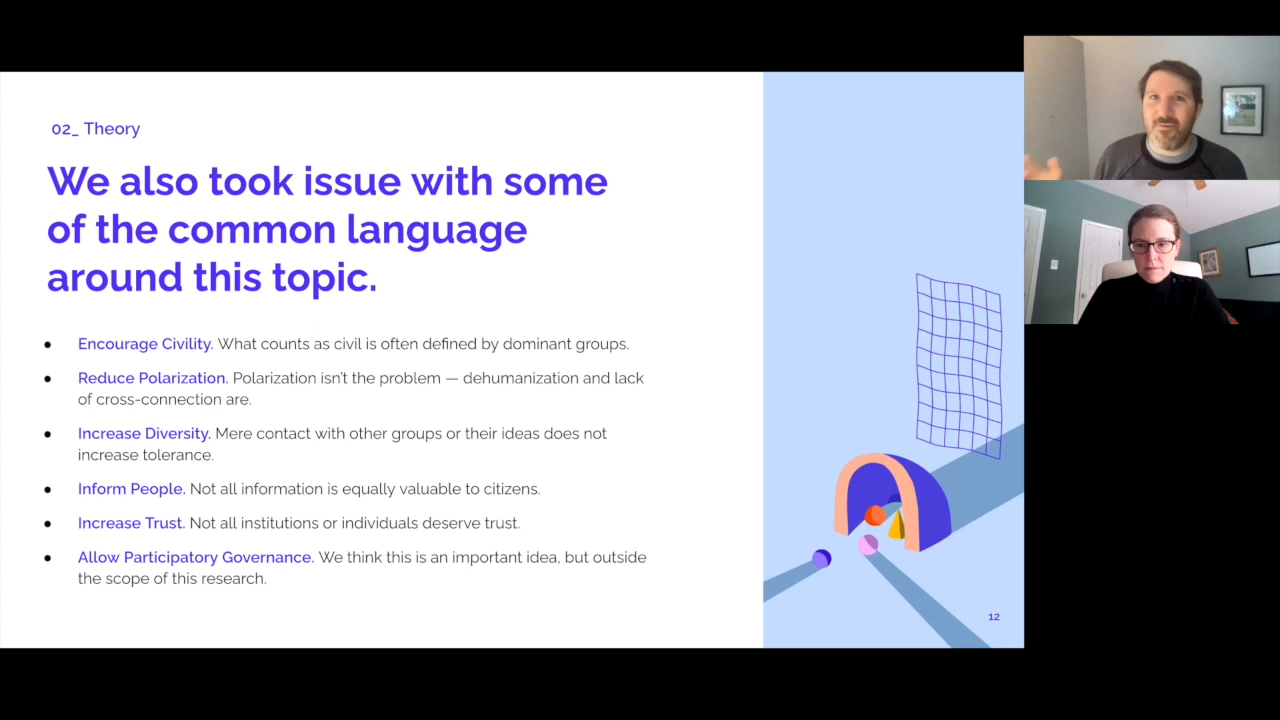 02_ Theory
We also took issue with some
of the common language
around this topic.
● Encourage Civility. What counts as civil is often defined by dominant groups.
● Reduce Polarization. Polarization isn't the problem — dehumanization and lack
of cross-connection are.
● Increase Diversity. Mere contact with other groups or their ideas does not
increase tolerance.
● Inform People. Not all information is equally valuable to citizens.
● Increase Trust. Not all institutions or individuals deserve trust.
● Allow Participatory Governance. We think this is an important idea, but outside
the scope of this research.
12